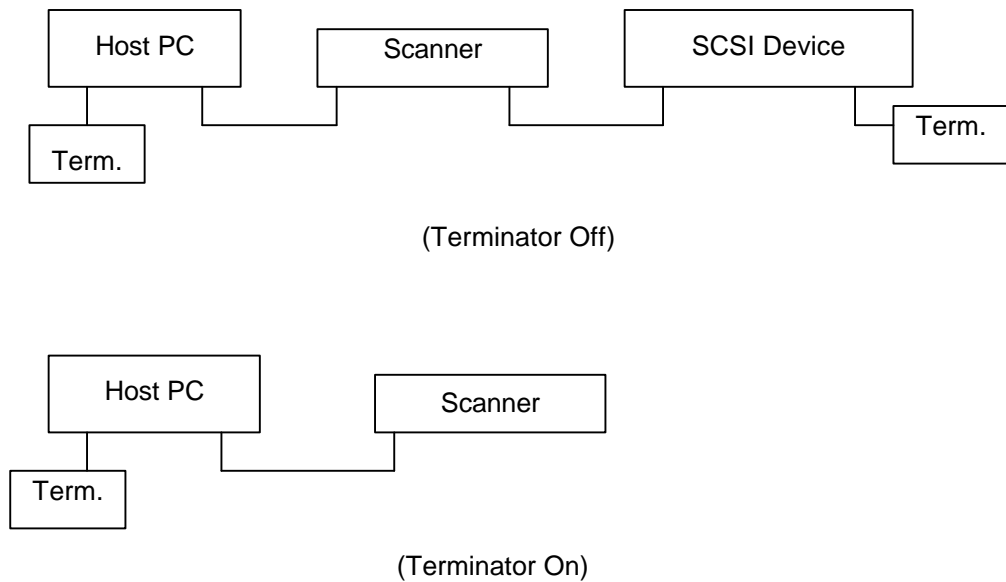 Host PC
Scanner
SCSI Device
Term.
Term.
(Terminator Off)
Host PC
Scanner
Term.
(Terminator On)